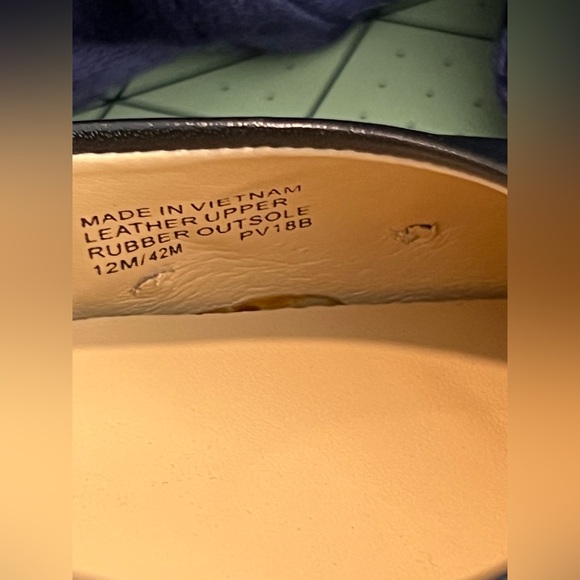 MADE IN VIETNAM
LEATHER UPPER
RUBBER OUTSOLE
12M/42M PV18B